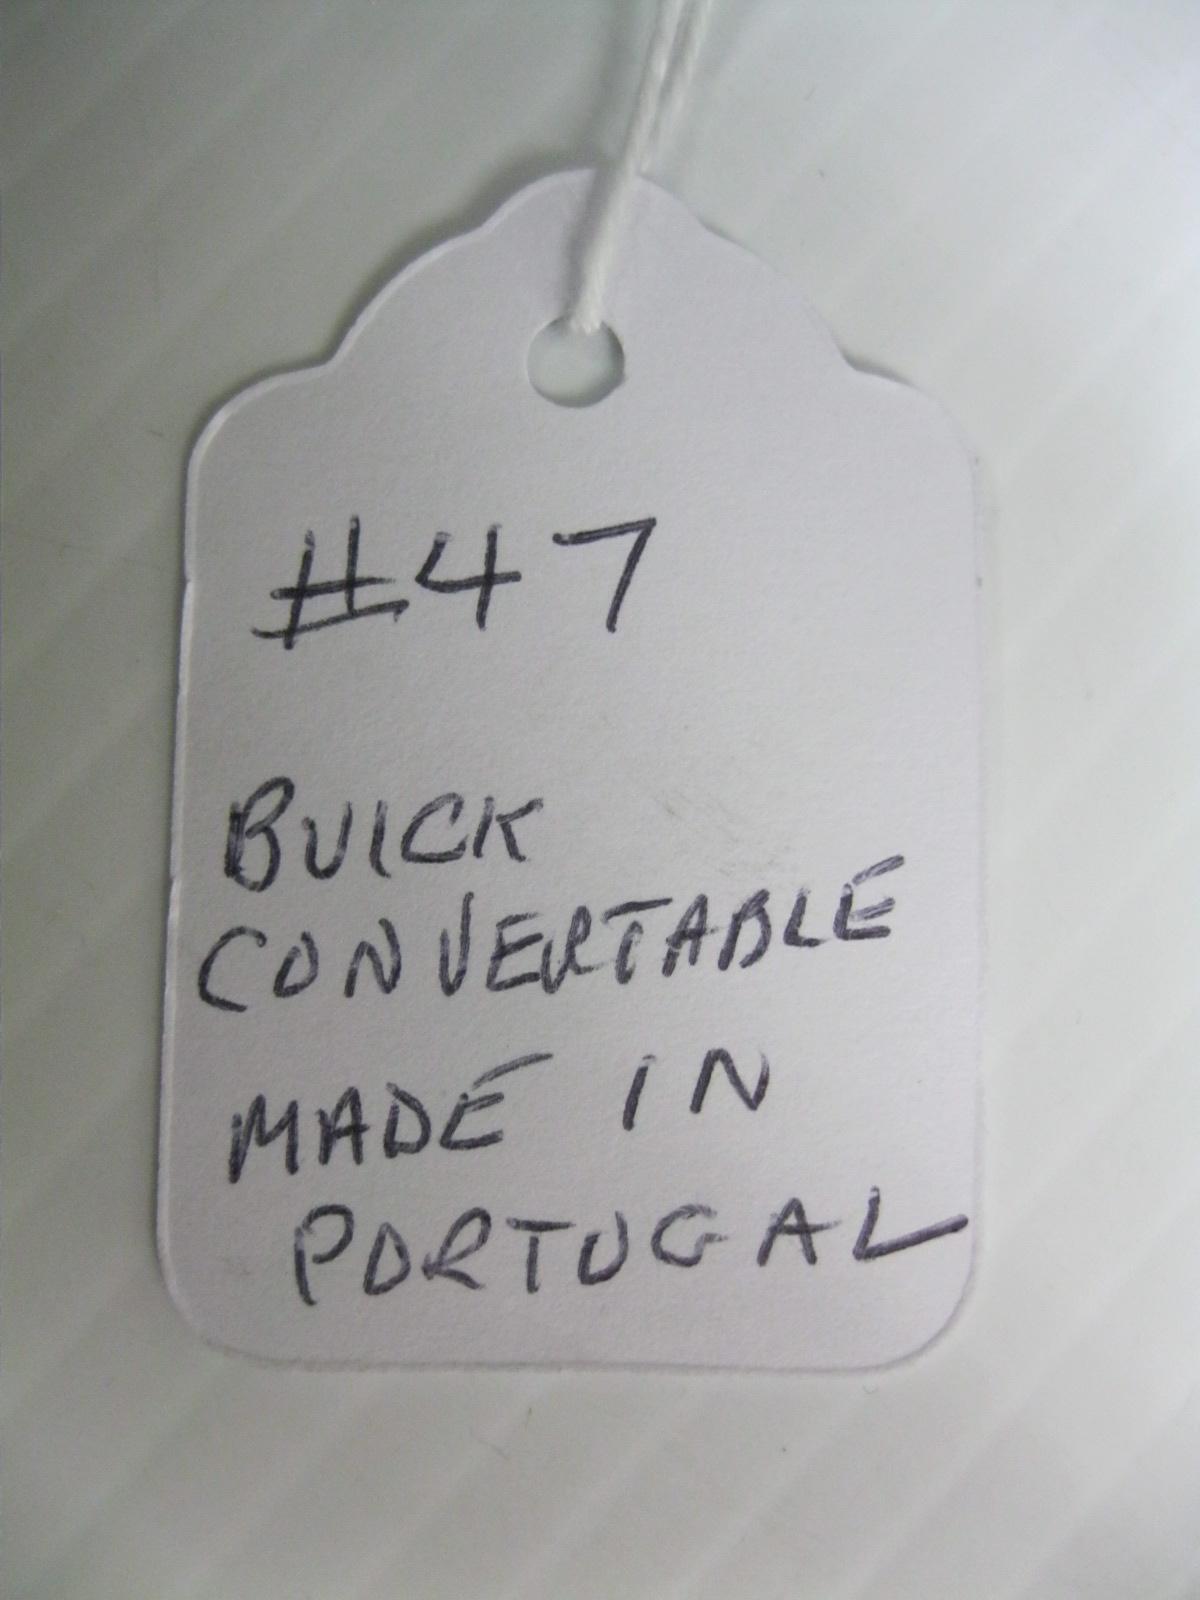 #47
BUICK
CONVERTABLE
MADE IN
PORTUGAL